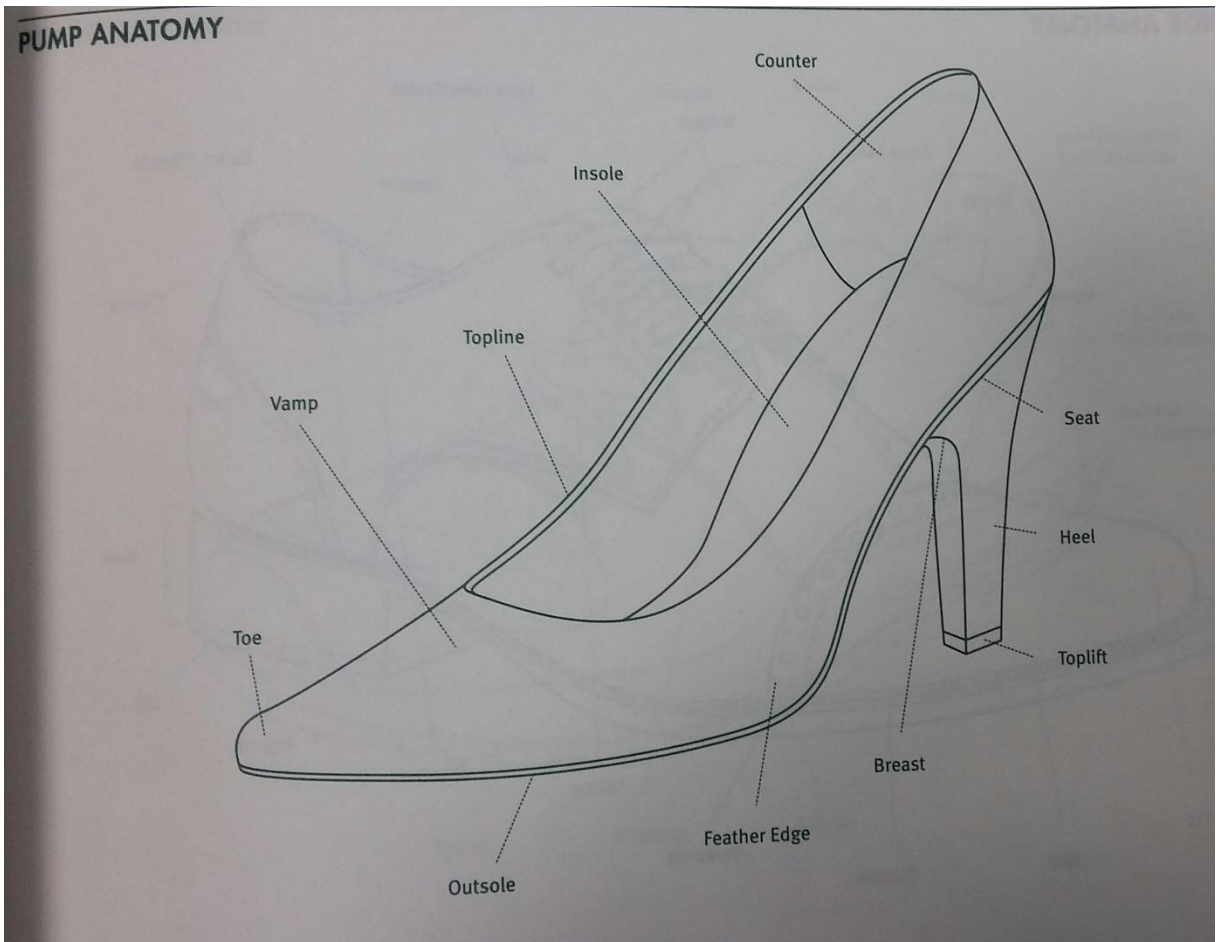 PUMP ANATOMY
Counter
Insole
Topline
Vamp
Seat
Heel
Toe
Toplift
Breast
Feather Edge
Outsole